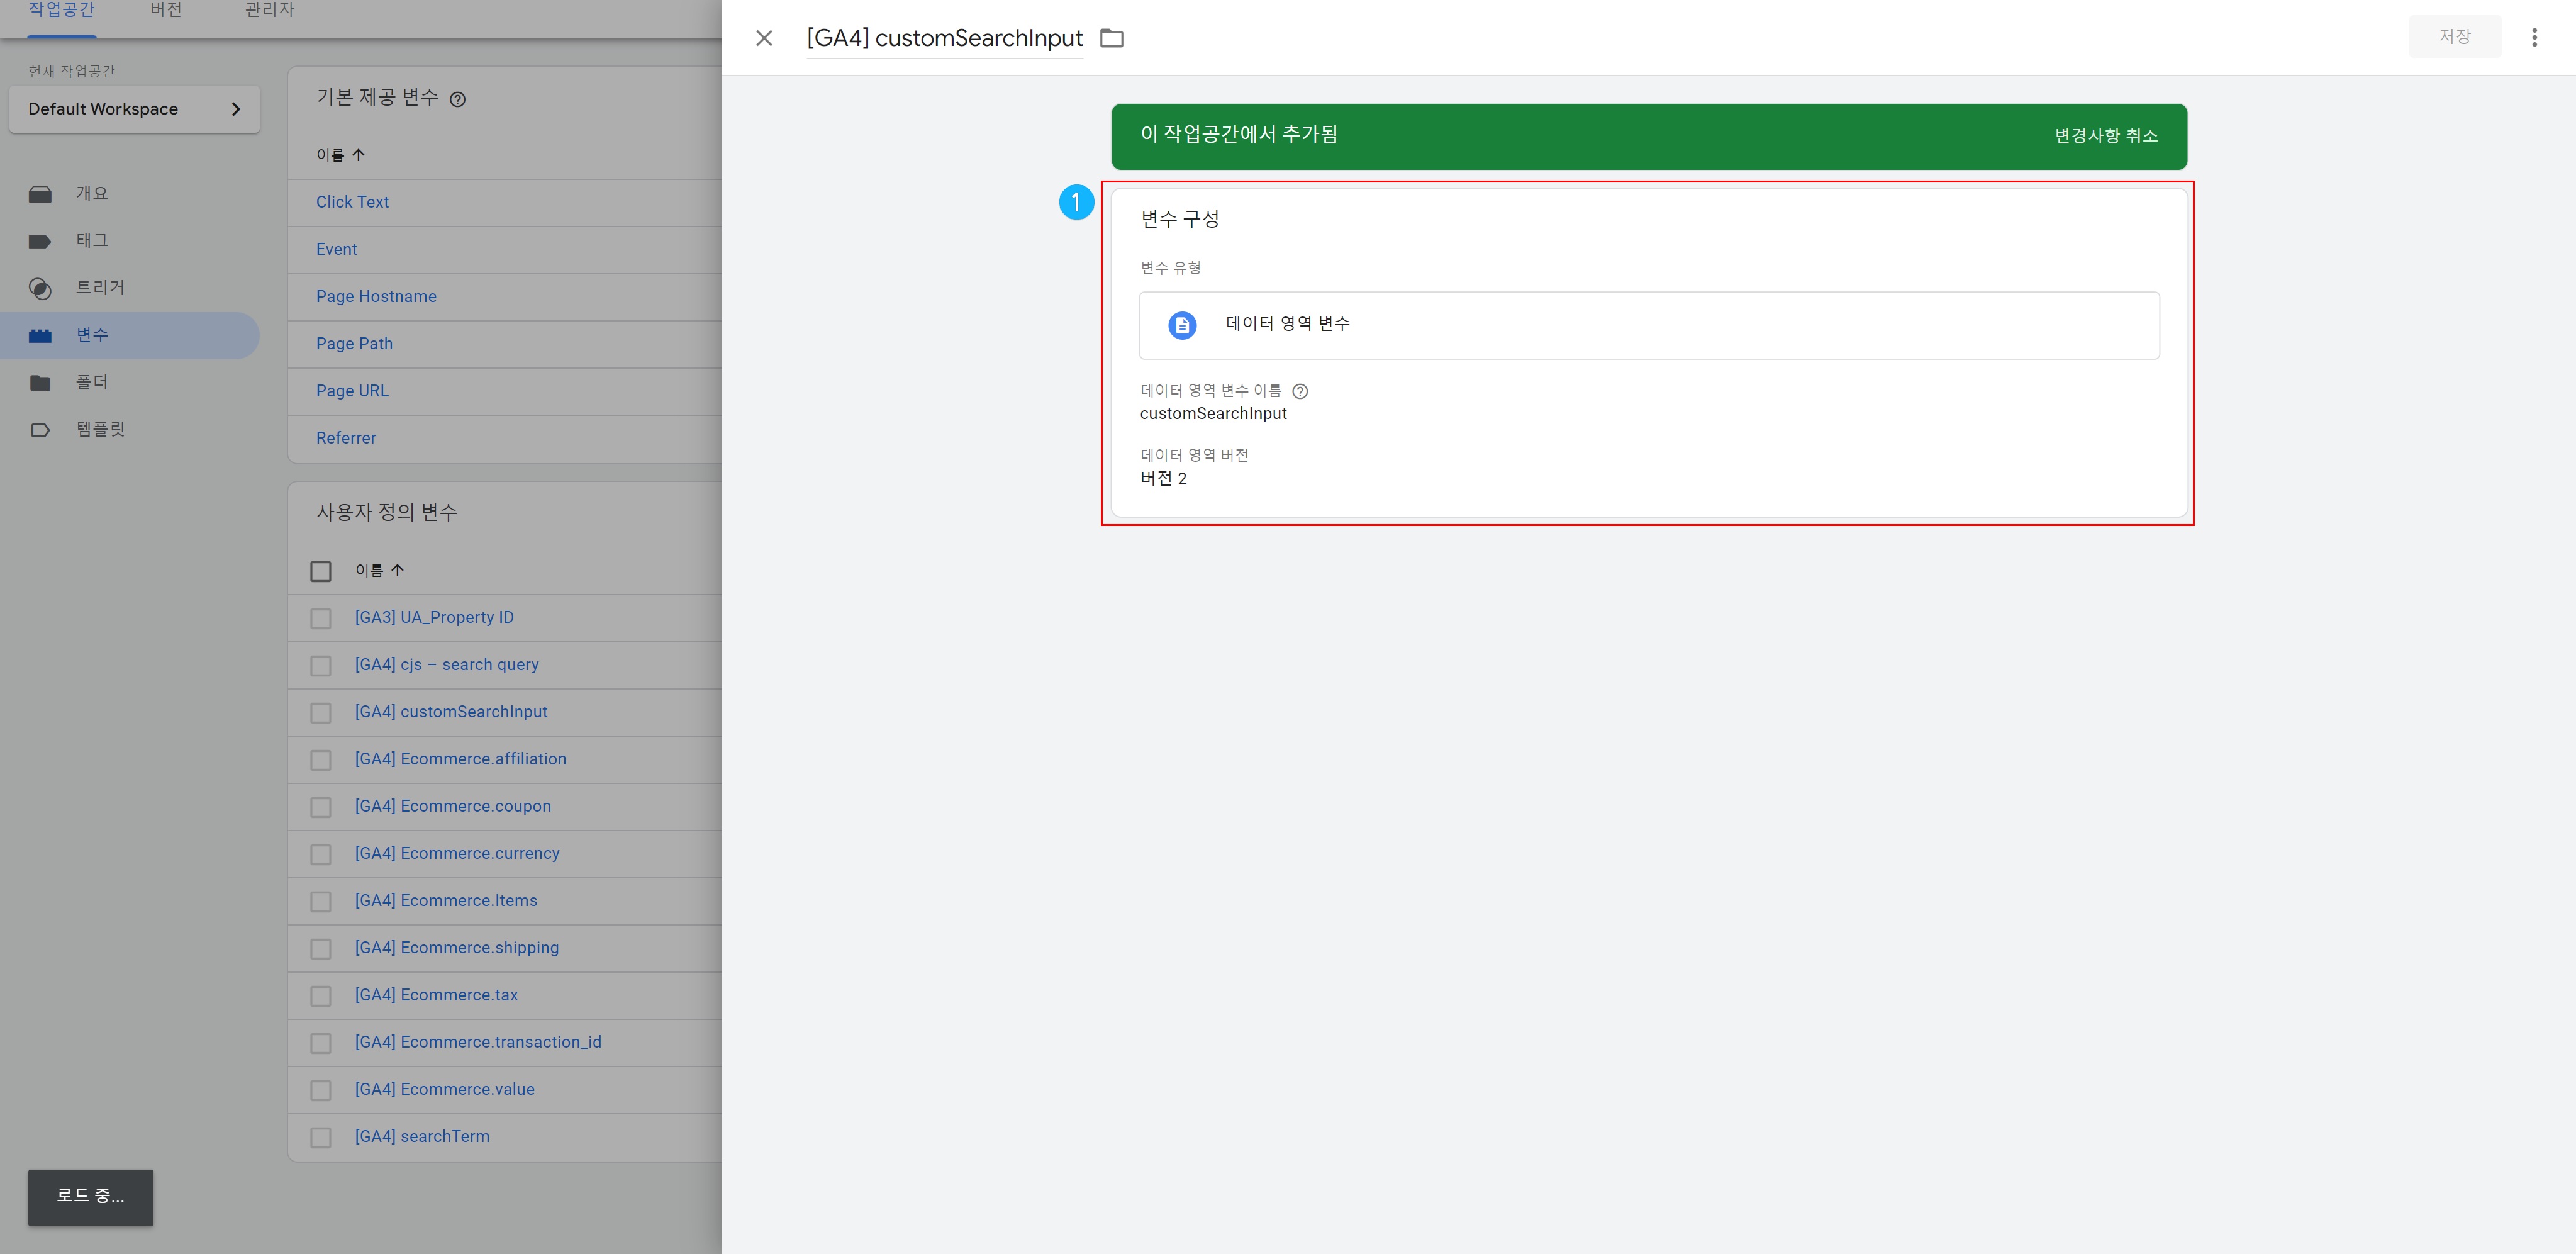 작업공간 버전 관리자
현재 작업공간
Default Workspace
개요
태그
트리거
변수
폴더
템플릿
기본 제공 변수
이름
Click Text
Event
Page Hostname
Page Path
Page URL
Referrer
사용자 정의 변수
이름
[GA3] UA_Property ID
[GA4] cjs – search query
[GA4] customSearchInput
[GA4] Ecommerce.affiliation
[GA4] Ecommerce.coupon
[GA4] Ecommerce.currency
[GA4] Ecommerce.Items
[GA4] Ecommerce.shipping
[GA4] Ecommerce.tax
[GA4] Ecommerce.transaction_id
[GA4] Ecommerce.value
[GA4] searchTerm
로드 중...
[GA4] customSearchInput
저장
이 작업공간에서 추가됨
변경사항 취소
1
변수 구성
변수 유형
데이터 영역 변수
데이터 영역 변수 이름
customSearchInput
데이터 영역 버전
버전 2